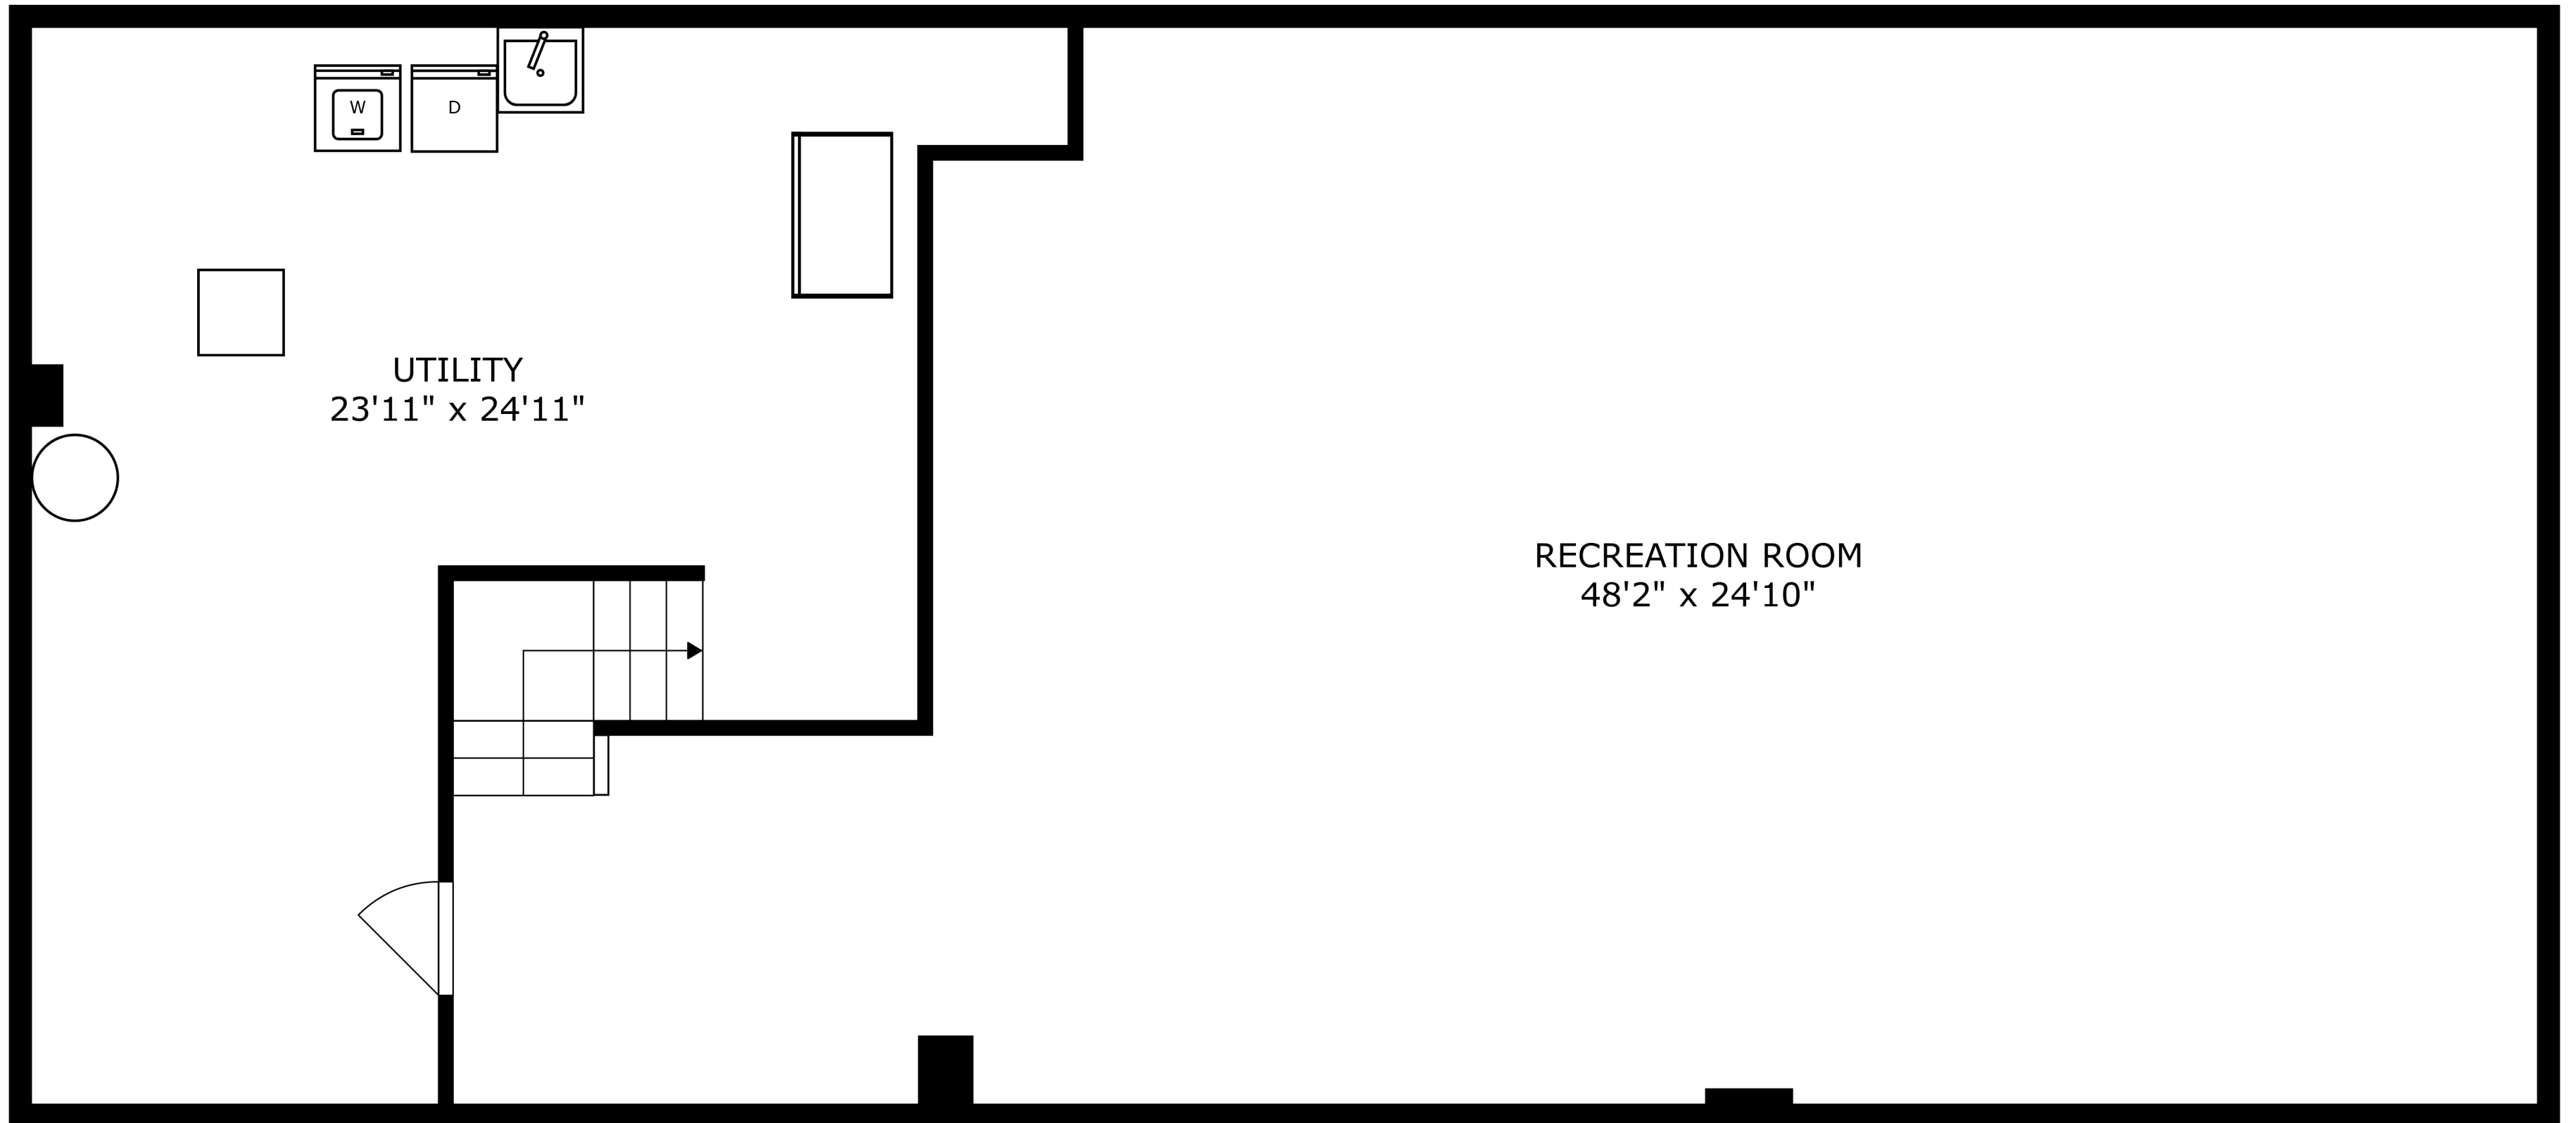 W
D
UTILITY
23'11" x 24'11"
RECREATION ROOM
48'2" x 24'10"